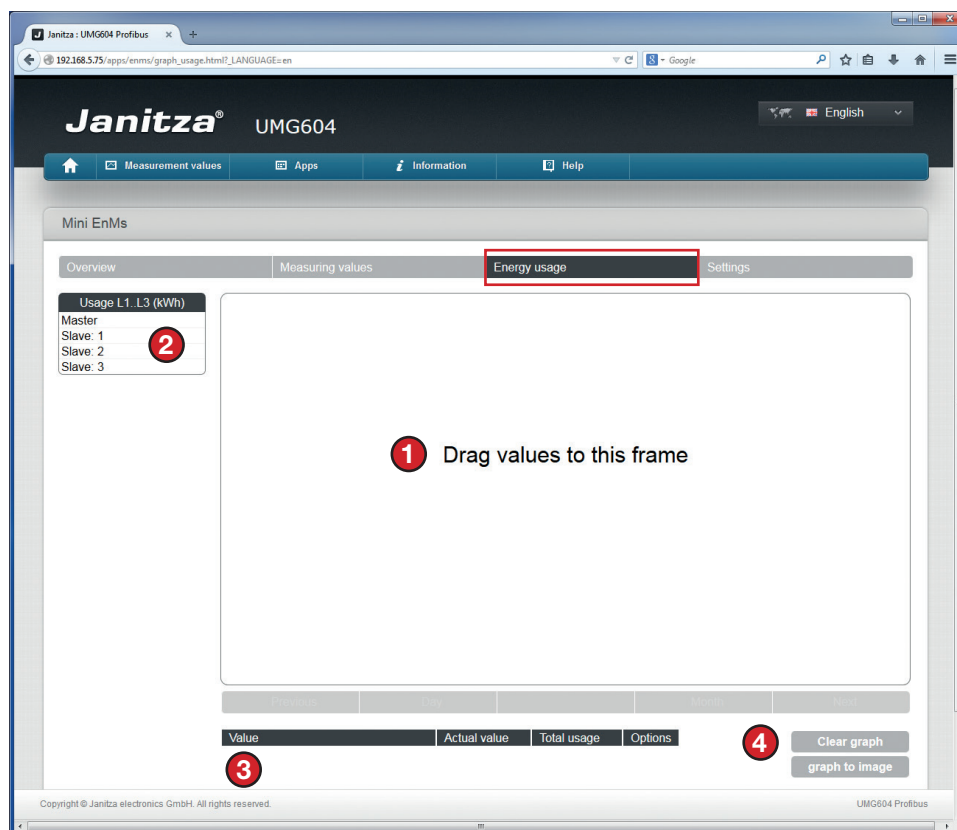 Janitza : UMG604 Profibus × +
192.168.5.75/apps/enms/graph_usage.html?_LANGUAGE=en
Google
Janitza® UMG604
English
Measurement values Apps Information Help
Mini EnMs
Overview Measuring values Energy usage Settings
Usage L1..L3 (kWh)
Master
Slave: 1
Slave: 2
Slave: 3
2
1 Drag values to this frame
Previous Day Month Next
Value Actual value Total usage Options
3
4
Clear graph
graph to image
Copyright © Janitza electronics GmbH. All rights reserved. UMG604 Profibus